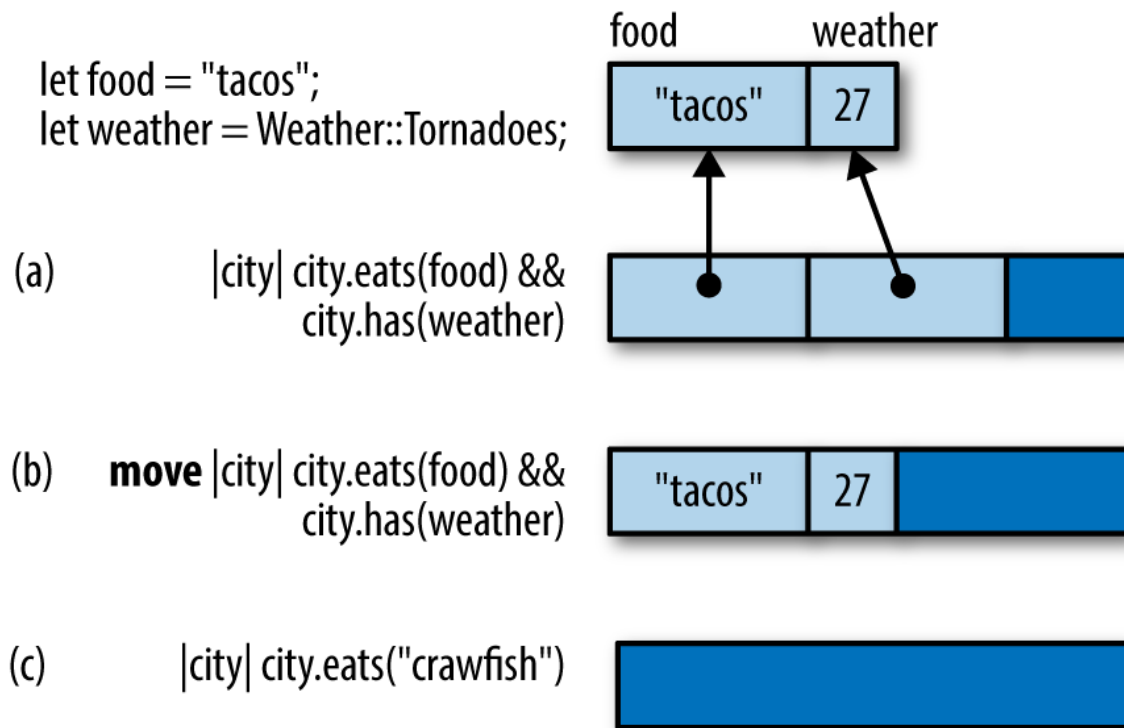 food weather
let food = "tacos";
let weather = Weather::Tornadoes;
"tacos" 27
(a) |city| city.eats(food) &&
city.has(weather)
(b) move |city| city.eats(food) &&
city.has(weather)
"tacos" 27
(c) |city| city.eats("crawfish")